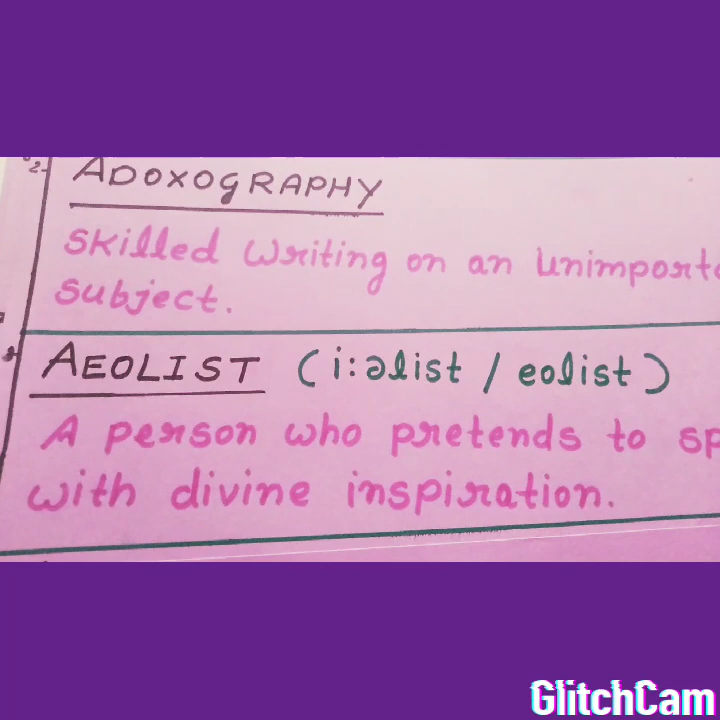 2.
ADOXOGRAPHY
Skilled Writing on an Unimporta
Subject.
AEOLIST (i:əlist / eolist)
A person who pretends to sp
with divine inspiration.
GlitchCam